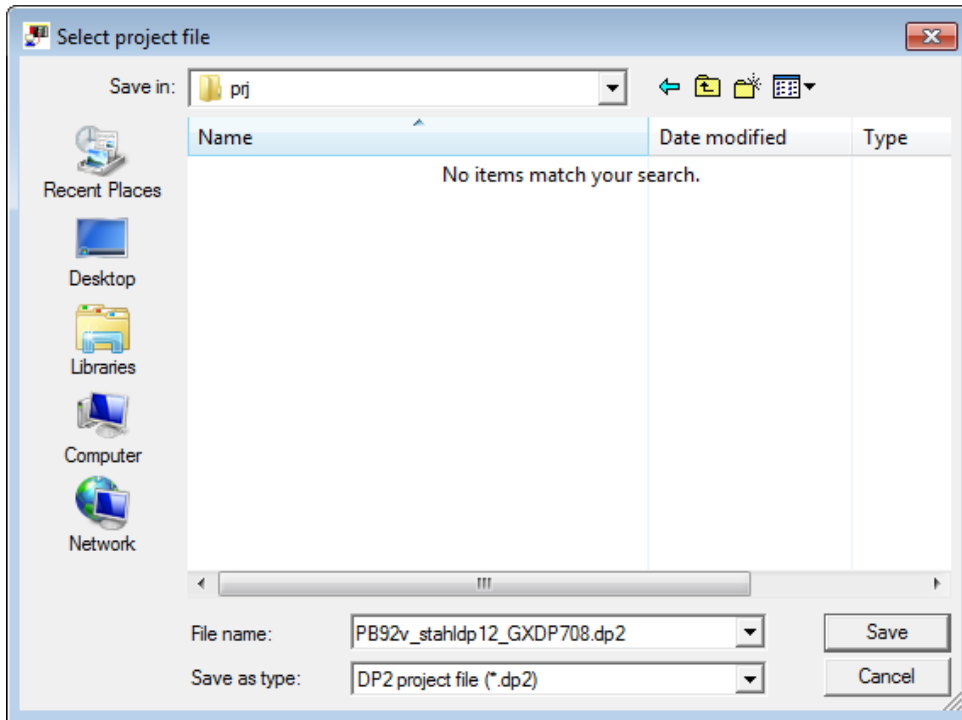 Select project file
Save in:
prj
Name
Date modified
Type
No items match your search.
Recent Places
Desktop
Libraries
Computer
Network
File name:
PB92v_stahldp12_GXDP708.dp2
Save
Save as type:
DP2 project file (*.dp2)
Cancel